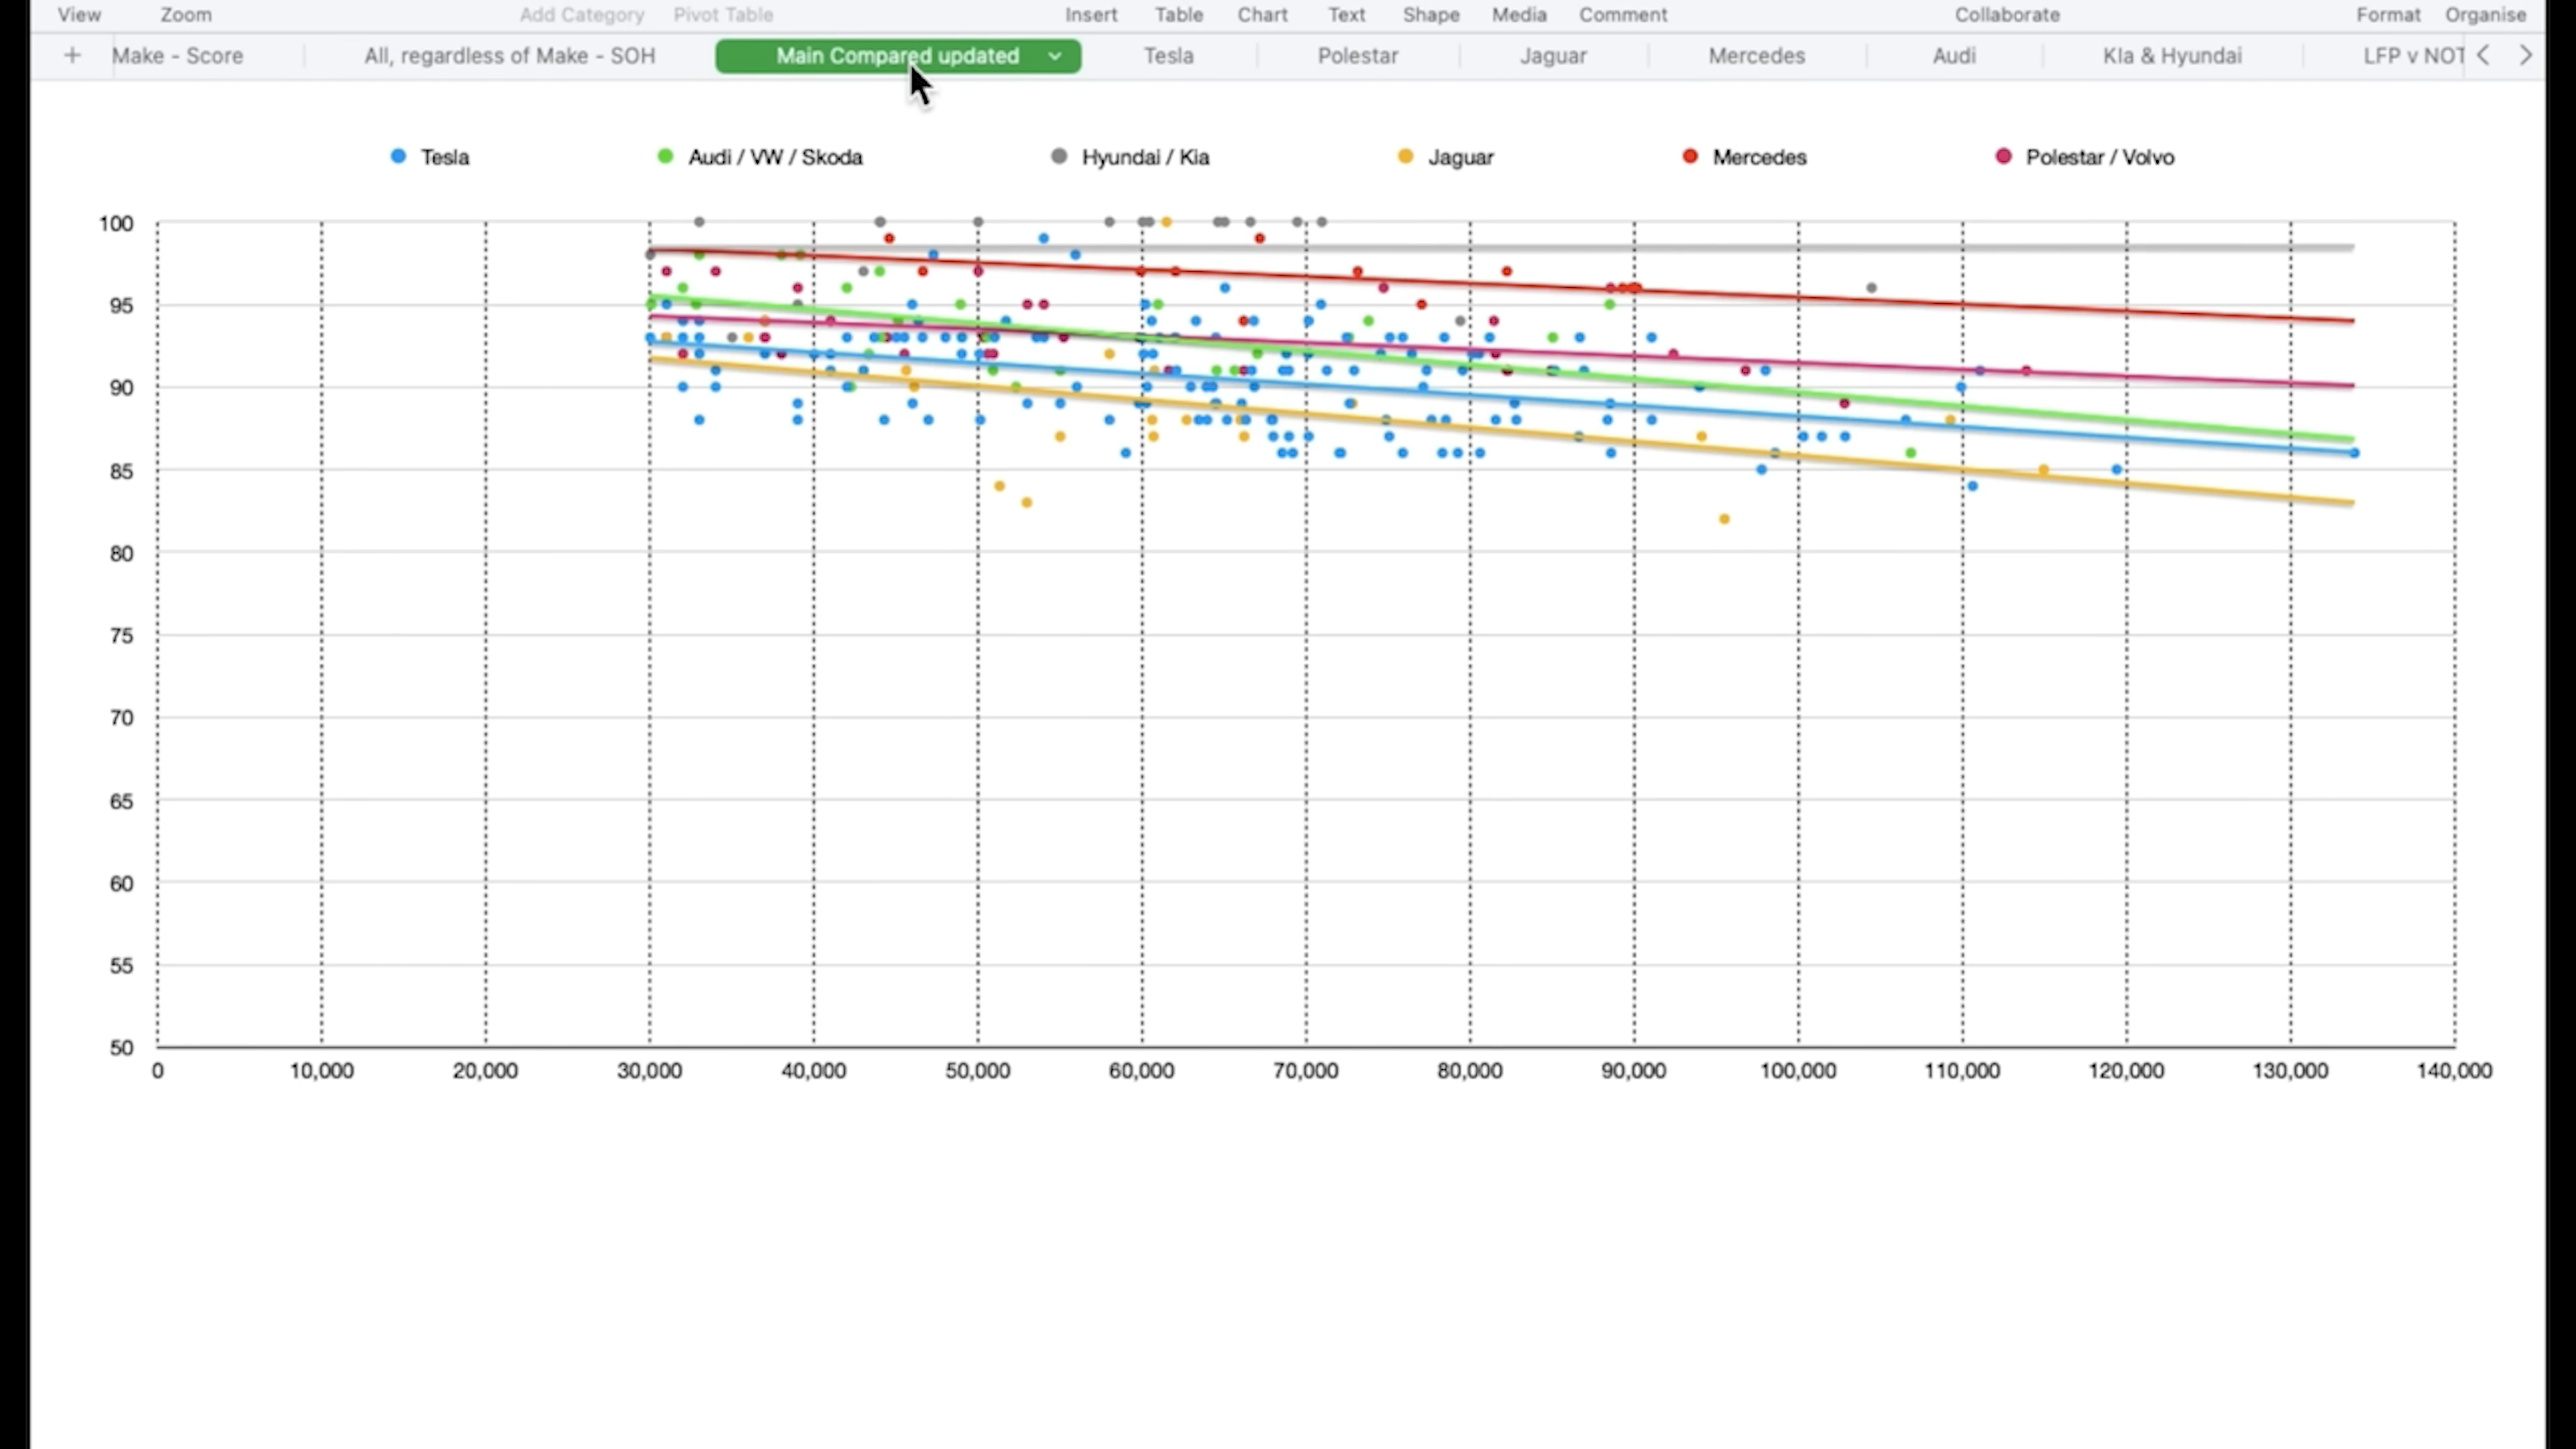 View Zoom Add Category Pivot Table Insert Table Chart Text Shape Media Comment Collaborate Format Organise
+ Make - Score All, regardless of Make - SOH Main Compared updated Tesla Polestar Jaguar Mercedes Audi KIa & Hyundai LFP v NOT
Tesla Audi / VW / Skoda Hyundai / Kia Jaguar Mercedes Polestar / Volvo
100
95
90
85
80
75
70
65
60
55
50
0 10,000 20,000 30,000 40,000 50,000 60,000 70,000 80,000 90,000 100,000 110,000 120,000 130,000 140,000